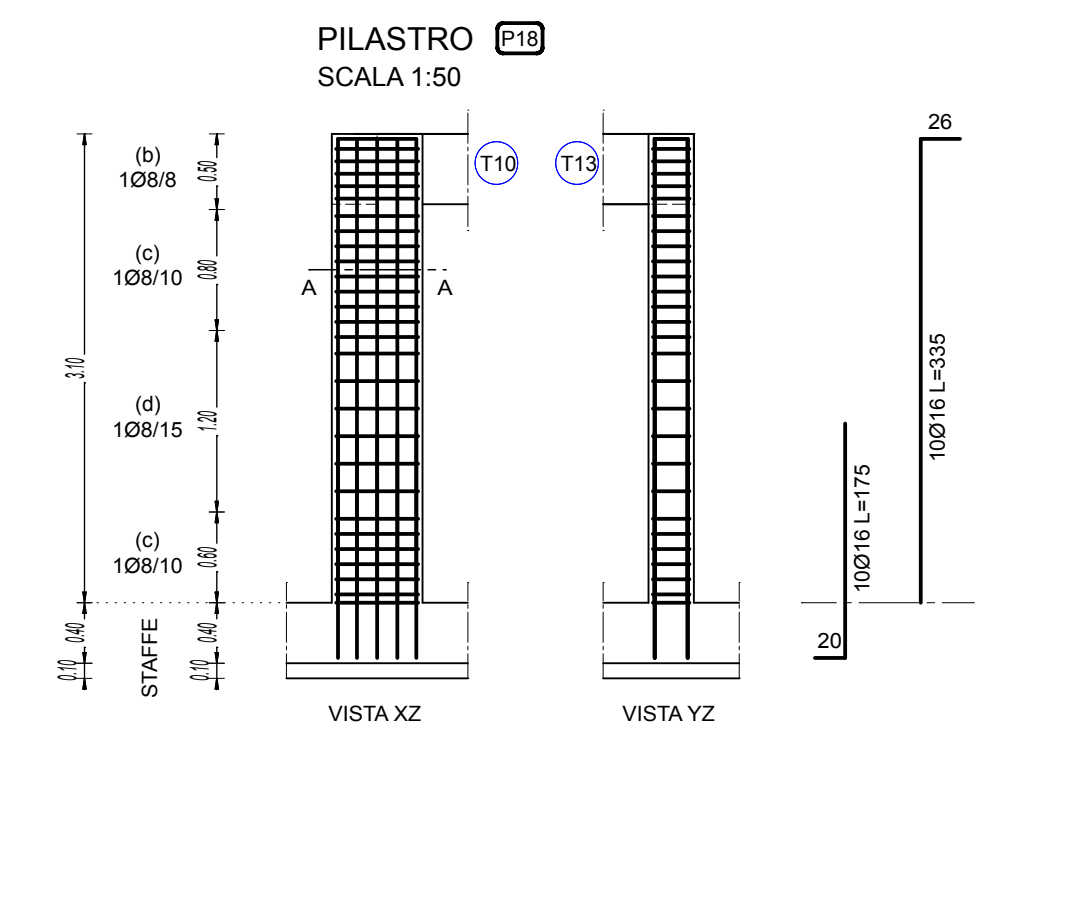 PILASTRO P18
SCALA 1:50
26
(b)
1Ø8/8
0.50
T10
T13
(c)
1Ø8/10
0.80
A
A
3.10
(d)
1Ø8/15
1.20
10Ø16 L=335
10Ø16 L=175
(c)
1Ø8/10
0.60
0.40
0.40
0.10
0.10
STAFFE
20
VISTA XZ
VISTA YZ